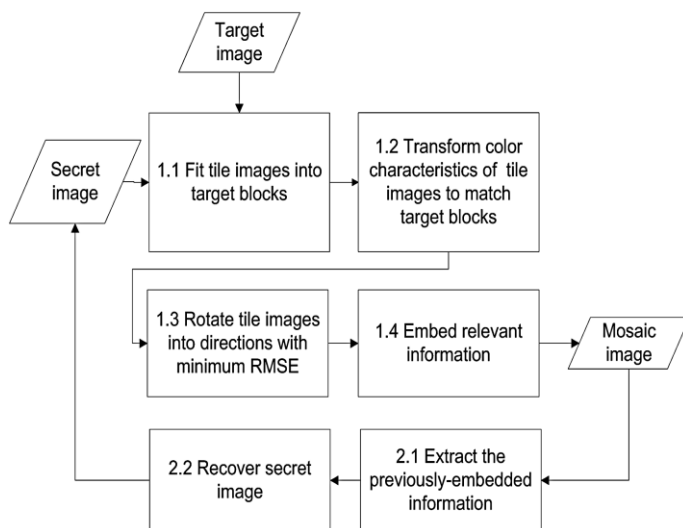 Target
image
Secret
image
1.1 Fit tile images into
target blocks
1.2 Transform color
characteristics of tile
images to match
target blocks
1.3 Rotate tile images
into directions with
minimum RMSE
1.4 Embed relevant
information
Mosaic
image
2.2 Recover secret
image
2.1 Extract the
previously-embedded
information